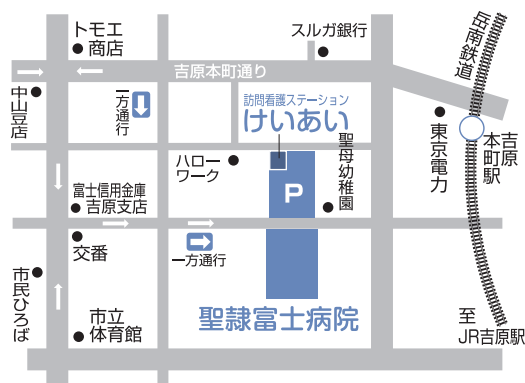 トモエ
商店
スルガ銀行
岳南鉄道
吉原本町通り
中山豆店
一方
通行
訪問看護ステーション
けいあい
東京電力
吉原
本町駅
聖母幼稚園
ハロー
ワーク
P
富士信用金庫
吉原支店
交番
一方通行
市民ひろば
市立
体育館
聖隷富士病院
至
JR吉原駅